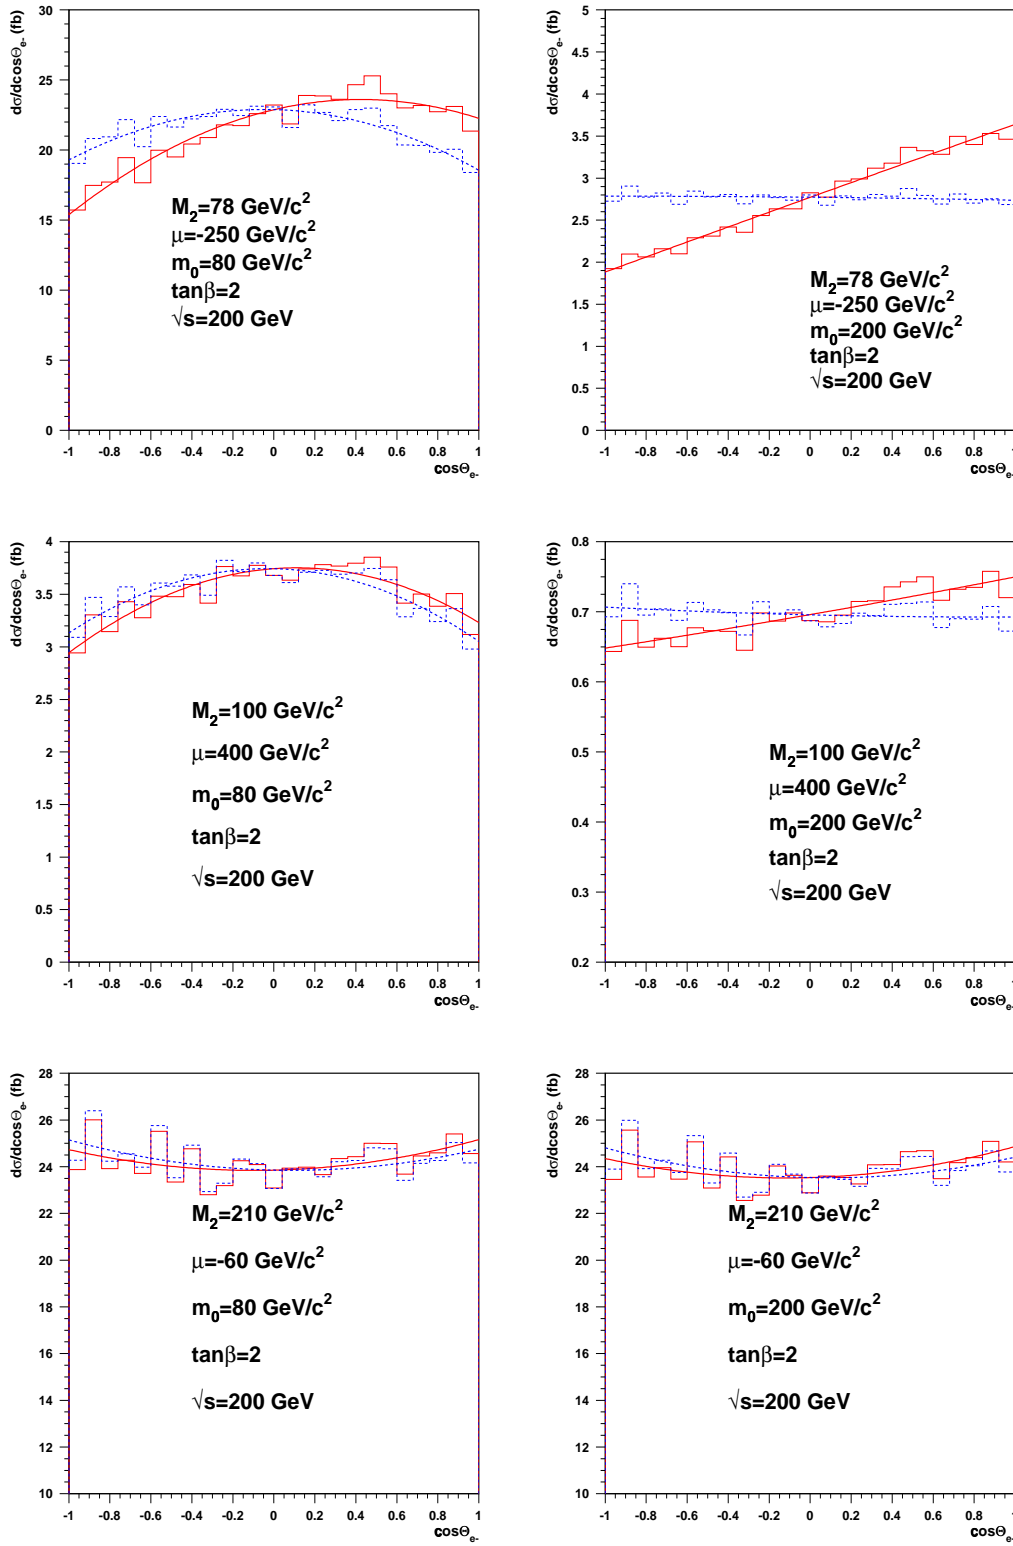 dσ/dcosΘe- (fb)
30
25
20
15
10
5
0
M2=78 GeV/c2
μ=-250 GeV/c2
m0=80 GeV/c2
tanβ=2
√s=200 GeV
-1 -0.8 -0.6 -0.4 -0.2 0 0.2 0.4 0.6 0.8 1
cosΘe-
dσ/dcosΘe- (fb)
5
4.5
4
3.5
3
2.5
2
1.5
1
0.5
0
M2=78 GeV/c2
μ=-250 GeV/c2
m0=200 GeV/c2
tanβ=2
√s=200 GeV
-1 -0.8 -0.6 -0.4 -0.2 0 0.2 0.4 0.6 0.8 1
cosΘe-
dσ/dcosΘe- (fb)
4
3.5
3
2.5
2
1.5
1
0.5
0
M2=100 GeV/c2
μ=400 GeV/c2
m0=80 GeV/c2
tanβ=2
√s=200 GeV
-1 -0.8 -0.6 -0.4 -0.2 0 0.2 0.4 0.6 0.8 1
cosΘe-
dσ/dcosΘe- (fb)
0.8
0.7
0.6
0.5
0.4
0.3
0.2
M2=100 GeV/c2
μ=400 GeV/c2
m0=200 GeV/c2
tanβ=2
√s=200 GeV
-1 -0.8 -0.6 -0.4 -0.2 0 0.2 0.4 0.6 0.8 1
cosΘe-
dσ/dcosΘe- (fb)
28
26
24
22
20
18
16
14
12
10
M2=210 GeV/c2
μ=-60 GeV/c2
m0=80 GeV/c2
tanβ=2
√s=200 GeV
-1 -0.8 -0.6 -0.4 -0.2 0 0.2 0.4 0.6 0.8 1
cosΘe-
dσ/dcosΘe- (fb)
28
26
24
22
20
18
16
14
12
10
M2=210 GeV/c2
μ=-60 GeV/c2
m0=200 GeV/c2
tanβ=2
√s=200 GeV
-1 -0.8 -0.6 -0.4 -0.2 0 0.2 0.4 0.6 0.8 1
cosΘe-